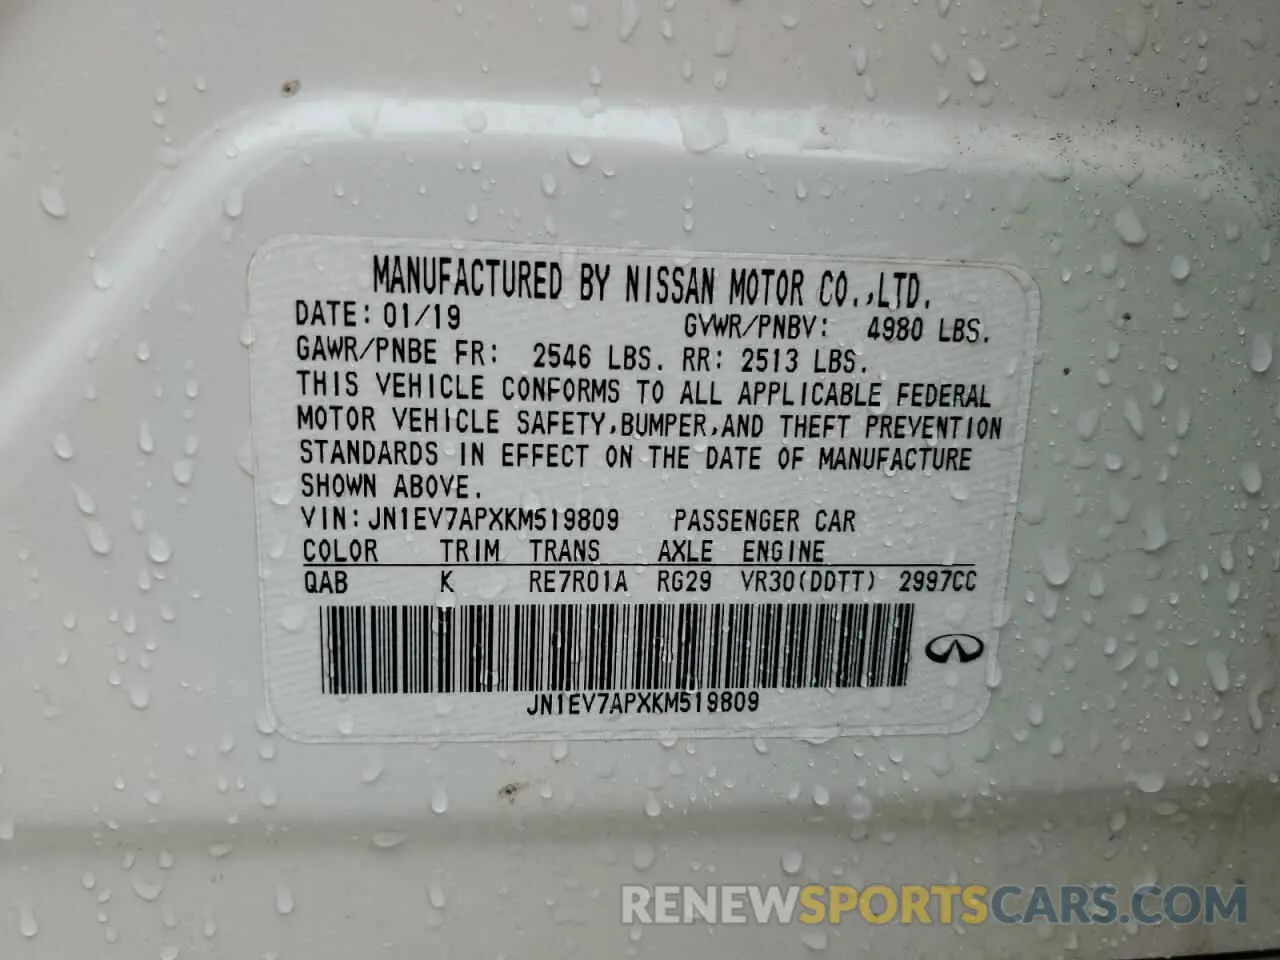 MANUFACTURED BY NISSAN MOTOR CO.,LTD.
DATE: 01/19 GVWR/PNBV: 4980 LBS.
GAWR/PNBE FR: 2546 LBS. RR: 2513 LBS.
THIS VEHICLE CONFORMS TO ALL APPLICABLE FEDERAL
MOTOR VEHICLE SAFETY,BUMPER,AND THEFT PREVENTION
STANDARDS IN EFFECT ON THE DATE OF MANUFACTURE
SHOWN ABOVE.
VIN: JN1EV7APXKM519809 PASSENGER CAR
COLOR TRIM TRANS AXLE ENGINE
QAB K RE7R01A RG29 VR30(DDTT) 2997CC
JN1EV7APXKM519809
RENEWSPORTSCARS.COM